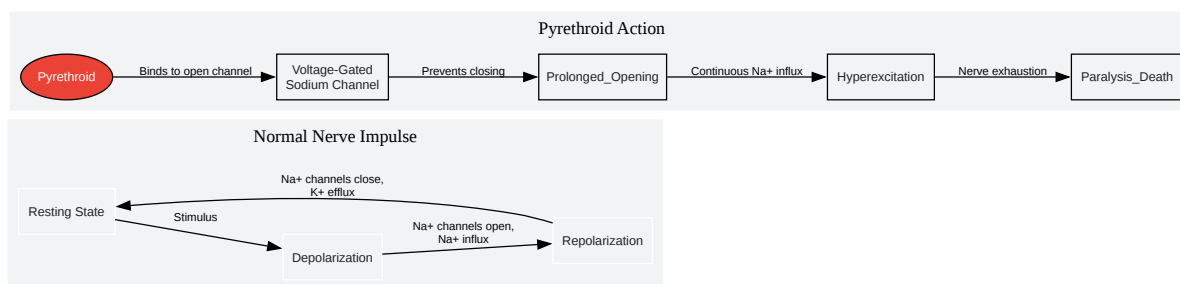 Pyrethroid Action
Pyrethroid
Binds to open channel
Voltage-Gated
Sodium Channel
Prevents closing
Prolonged_Opening
Continuous Na+ influx
Hyperexcitation
Nerve exhaustion
Paralysis_Death
Normal Nerve Impulse
Resting State
Stimulus
Na+ channels close,
K+ efflux
Depolarization
Na+ channels open,
Na+ influx
Repolarization